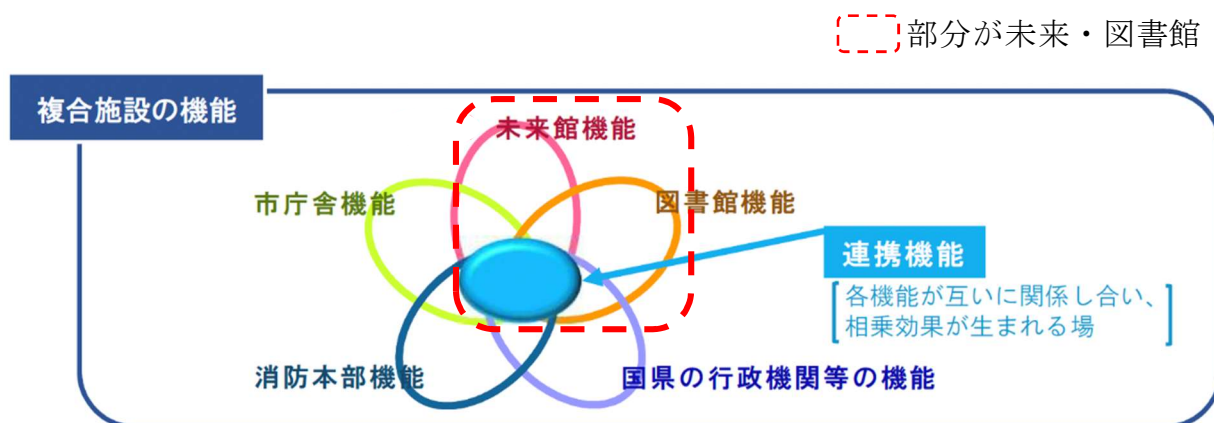 部分が未来・図書館
複合施設の機能
未来館機能
市庁舎機能
図書館機能
連携機能
各機能が互いに関係し合い、
相乗効果が生まれる場
消防本部機能
国県の行政機関等の機能